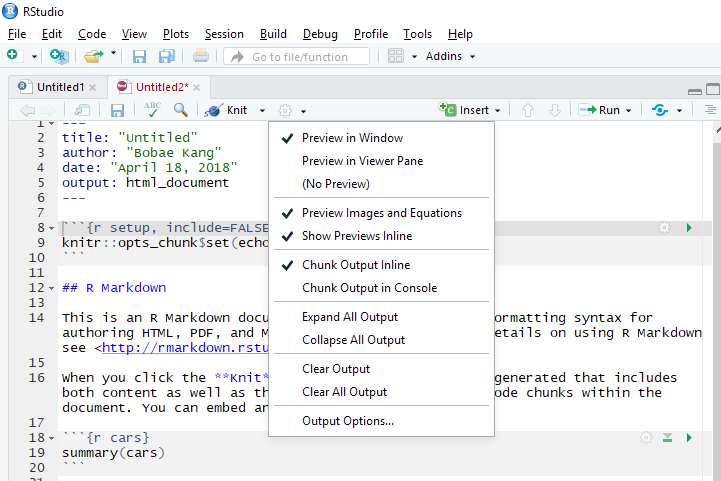 RStudio
File Edit Code View Plots Session Build Debug Profile Tools Help
Go to file/function Addins
Untitled1 Untitled2*
ABC Knit Insert Run
1 ---
2 title: "Untitled"
3 author: "Bobae Kang"
4 date: "April 18, 2018"
5 output: html_document
6 ---
7
8 ```{r setup, include=FALSE
9 knitr::opts_chunk$set(echo
10 ```
11
12 ## R Markdown
13
14 This is an R Markdown docu ormatting syntax for
authoring HTML, PDF, and M etails on using R Markdown
see <http://rmarkdown.rstu
15
16 When you click the **Knit* generated that includes
both content as well as th ode chunks within the
document. You can embed an
17
18 ```{r cars}
19 summary(cars)
20 ```
21
Preview in Window
Preview in Viewer Pane
(No Preview)
Preview Images and Equations
Show Previews Inline
Chunk Output Inline
Chunk Output in Console
Expand All Output
Collapse All Output
Clear Output
Clear All Output
Output Options...